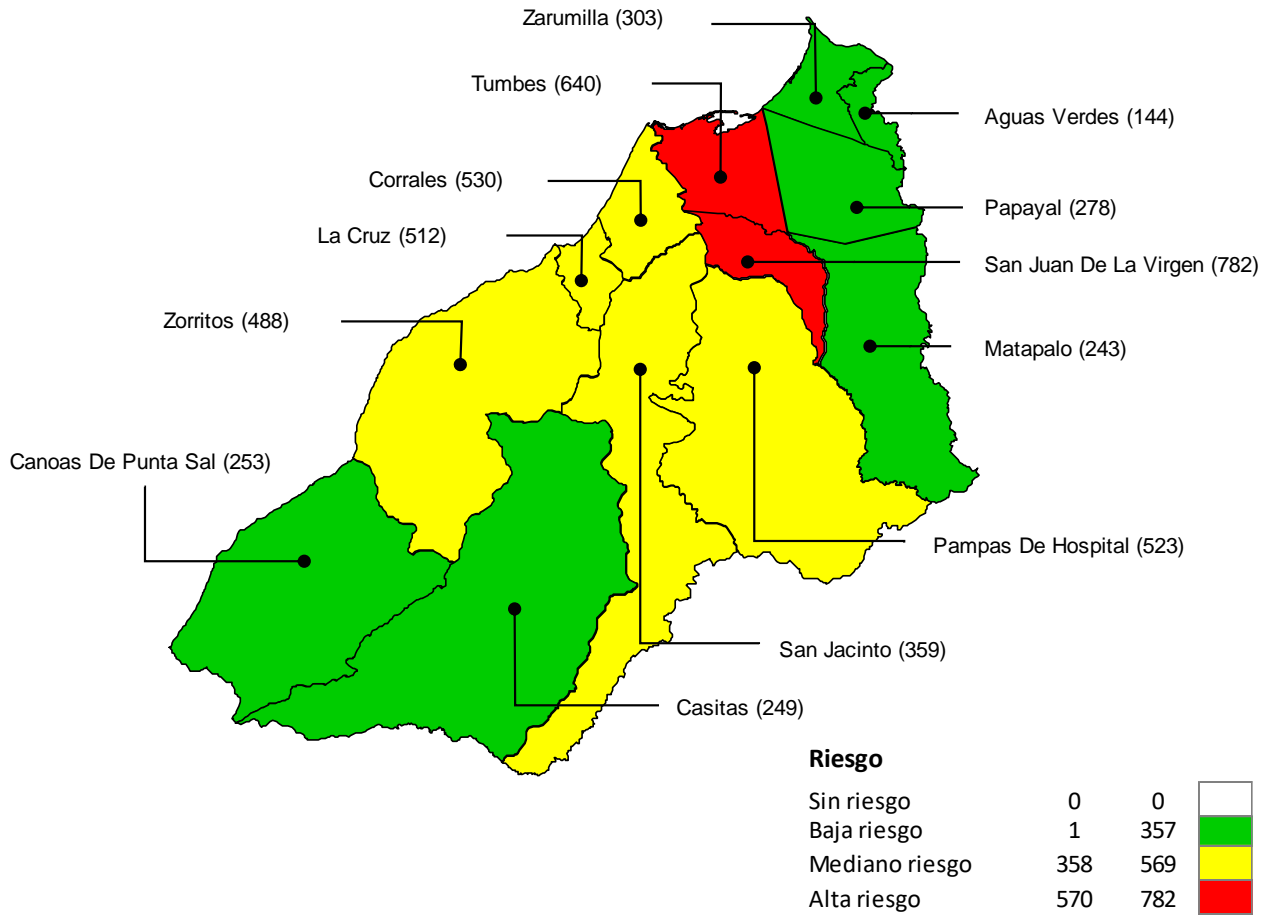 Zarumilla (303)
Tumbes (640)
Aguas Verdes (144)
Corrales (530)
Papayal (278)
La Cruz (512)
San Juan De La Virgen (782)
Zorritos (488)
Matapalo (243)
Canoas De Punta Sal (253)
Pampas De Hospital (523)
San Jacinto (359)
Casitas (249)
Riesgo
Sin riesgo 0 0
Baja riesgo 1 357
Mediano riesgo 358 569
Alta riesgo 570 782